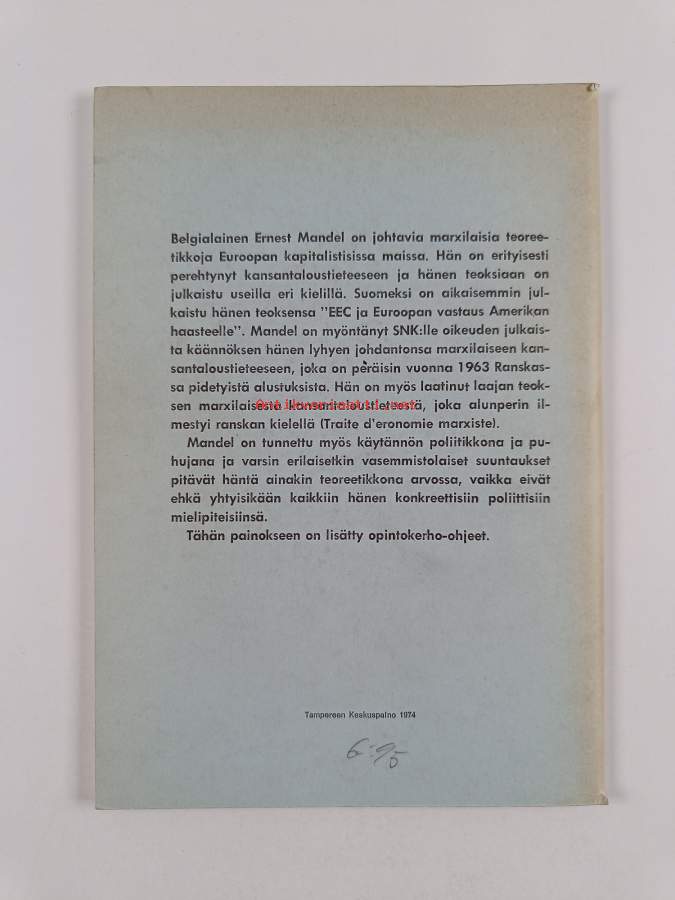 Belgialainen Ernest Mandel on johtavia marxilaisia teoree-
tikkoja Euroopan kapitalistisissa maissa. Hän on erityisesti
perehtynyt kansantaloustieteeseen ja hänen teoksiaan on
julkaistu useilla eri kielillä. Suomeksi on aikaisemmin jul-
kaistu hänen teoksensa "EEC ja Euroopan vastaus Amerikan
haasteelle". Mandel on myöntänyt SNK:lle oikeuden julkais-
ta käännöksen hänen lyhyen johdantonsa marxilaiseen kan-
santaloustieteeseen, joka on peräisin vuonna 1963 Ranskas-
sa pidetyistä alustuksista. Hän on myös laatinut laajan teok-
sen marxilaisesta kansantaloustieteestä, joka alunperin il-
mestyi ranskan kielellä (Traite d'eronomie marxiste).
Mandel on tunnettu myös käytännön poliitikkona ja pu-
hujana ja varsin erilaisetkin vasemmistolaiset suuntaukset
pitävät häntä ainakin teoreetikkona arvossa, vaikka eivät
ehkä yhtyisikään kaikkiin hänen konkreettisiin poliittisiin
mielipiteisiinsä.
Tähän painokseen on lisätty opintokerho-ohjeet.
Tampereen Keskuspaino 1974
6:95